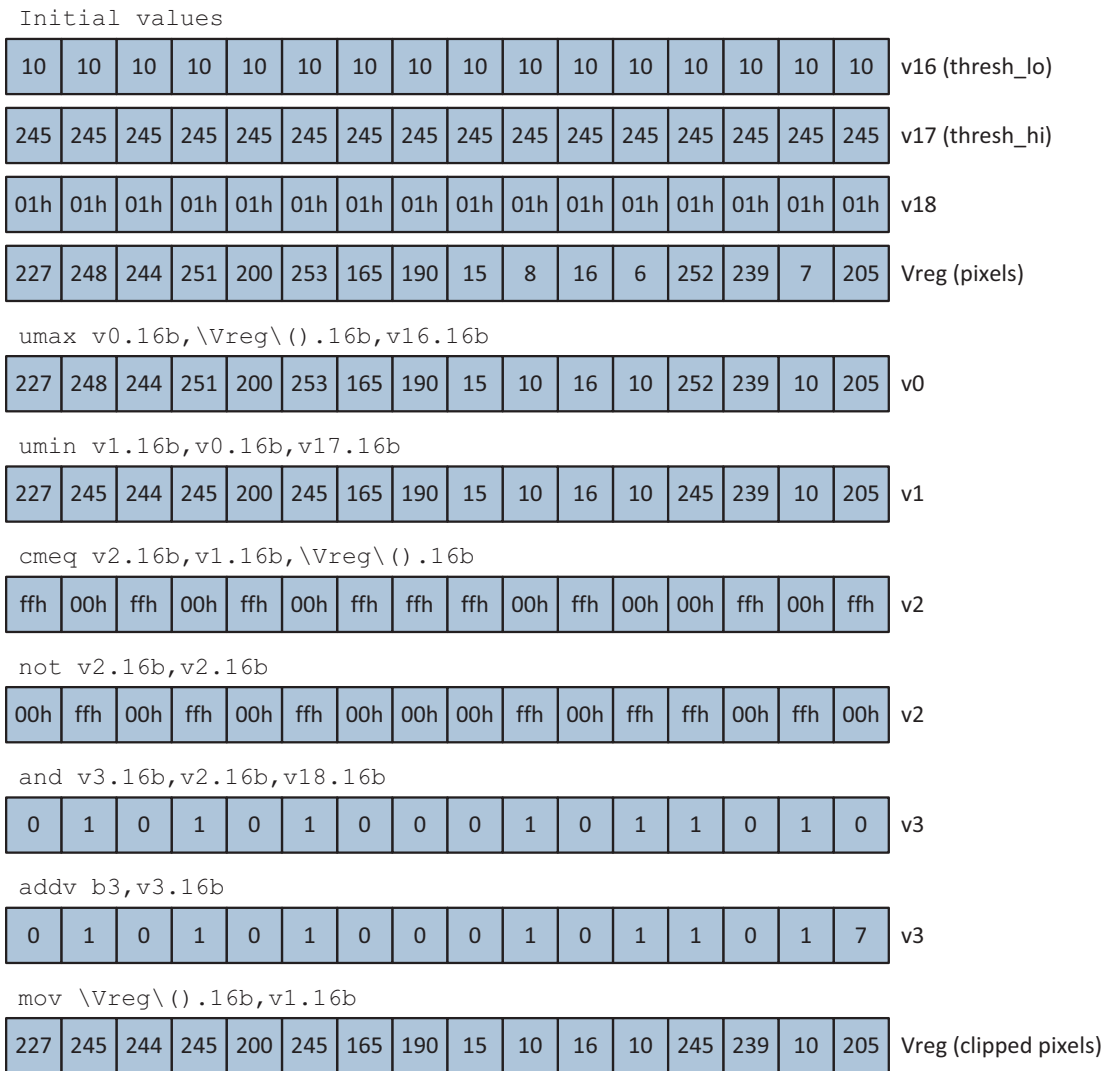 Initial values
10 10 10 10 10 10 10 10 10 10 10 10 10 10 10 10 v16 (thresh_lo)
245 245 245 245 245 245 245 245 245 245 245 245 245 245 245 245 v17 (thresh_hi)
01h 01h 01h 01h 01h 01h 01h 01h 01h 01h 01h 01h 01h 01h 01h 01h v18
227 248 244 251 200 253 165 190 15 8 16 6 252 239 7 205 Vreg (pixels)
umax v0.16b,\Vreg\().16b,v16.16b
227 248 244 251 200 253 165 190 15 10 16 10 252 239 10 205 v0
umin v1.16b,v0.16b,v17.16b
227 245 244 245 200 245 165 190 15 10 16 10 245 239 10 205 v1
cmeq v2.16b,v1.16b,\Vreg\().16b
ffh 00h ffh 00h ffh 00h ffh ffh ffh 00h ffh 00h 00h ffh 00h ffh v2
not v2.16b,v2.16b
00h ffh 00h ffh 00h ffh 00h 00h 00h ffh 00h ffh ffh 00h ffh 00h v2
and v3.16b,v2.16b,v18.16b
0 1 0 1 0 1 0 0 0 1 0 1 1 0 1 0 v3
addv b3,v3.16b
0 1 0 1 0 1 0 0 0 1 0 1 1 0 1 7 v3
mov \Vreg\().16b,v1.16b
227 245 244 245 200 245 165 190 15 10 16 10 245 239 10 205 Vreg (clipped pixels)